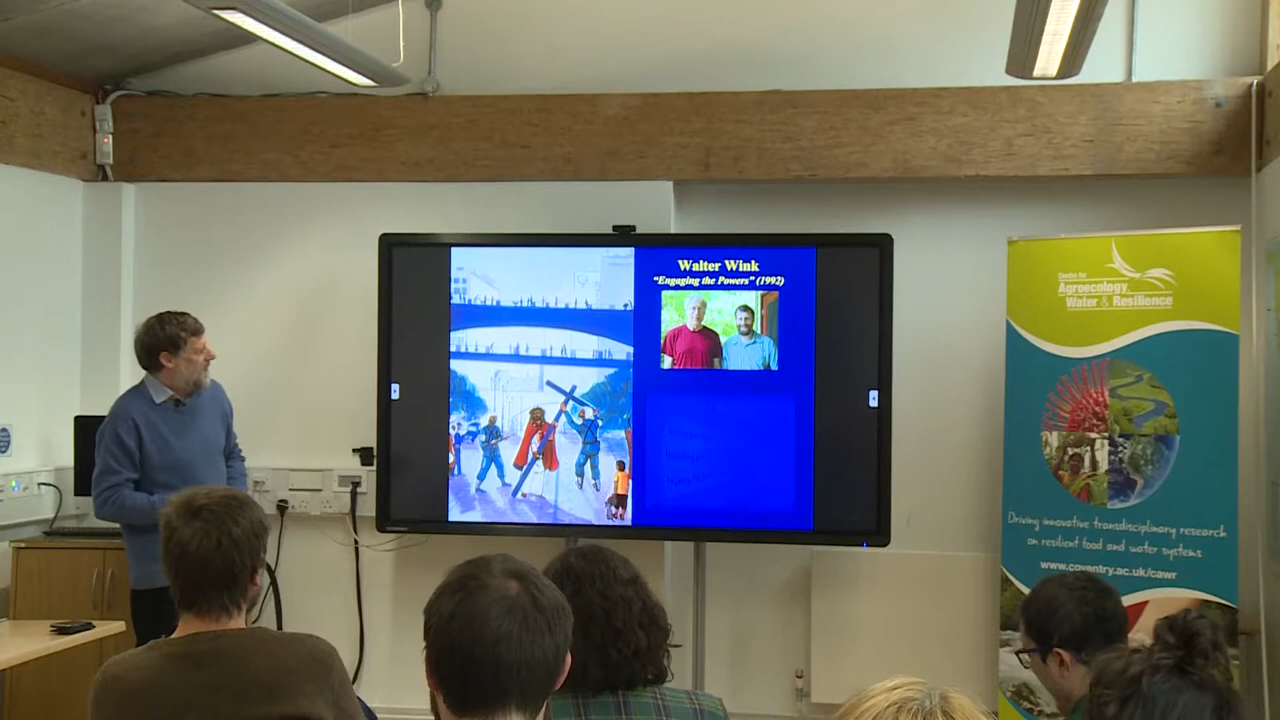 Walter Wink
“Engaging the Powers” (1992)
Centre for
Agroecology,
Water & Resilience
Driving innovative transdisciplinary research
on resilient food and water systems
www.coventry.ac.uk/cawr